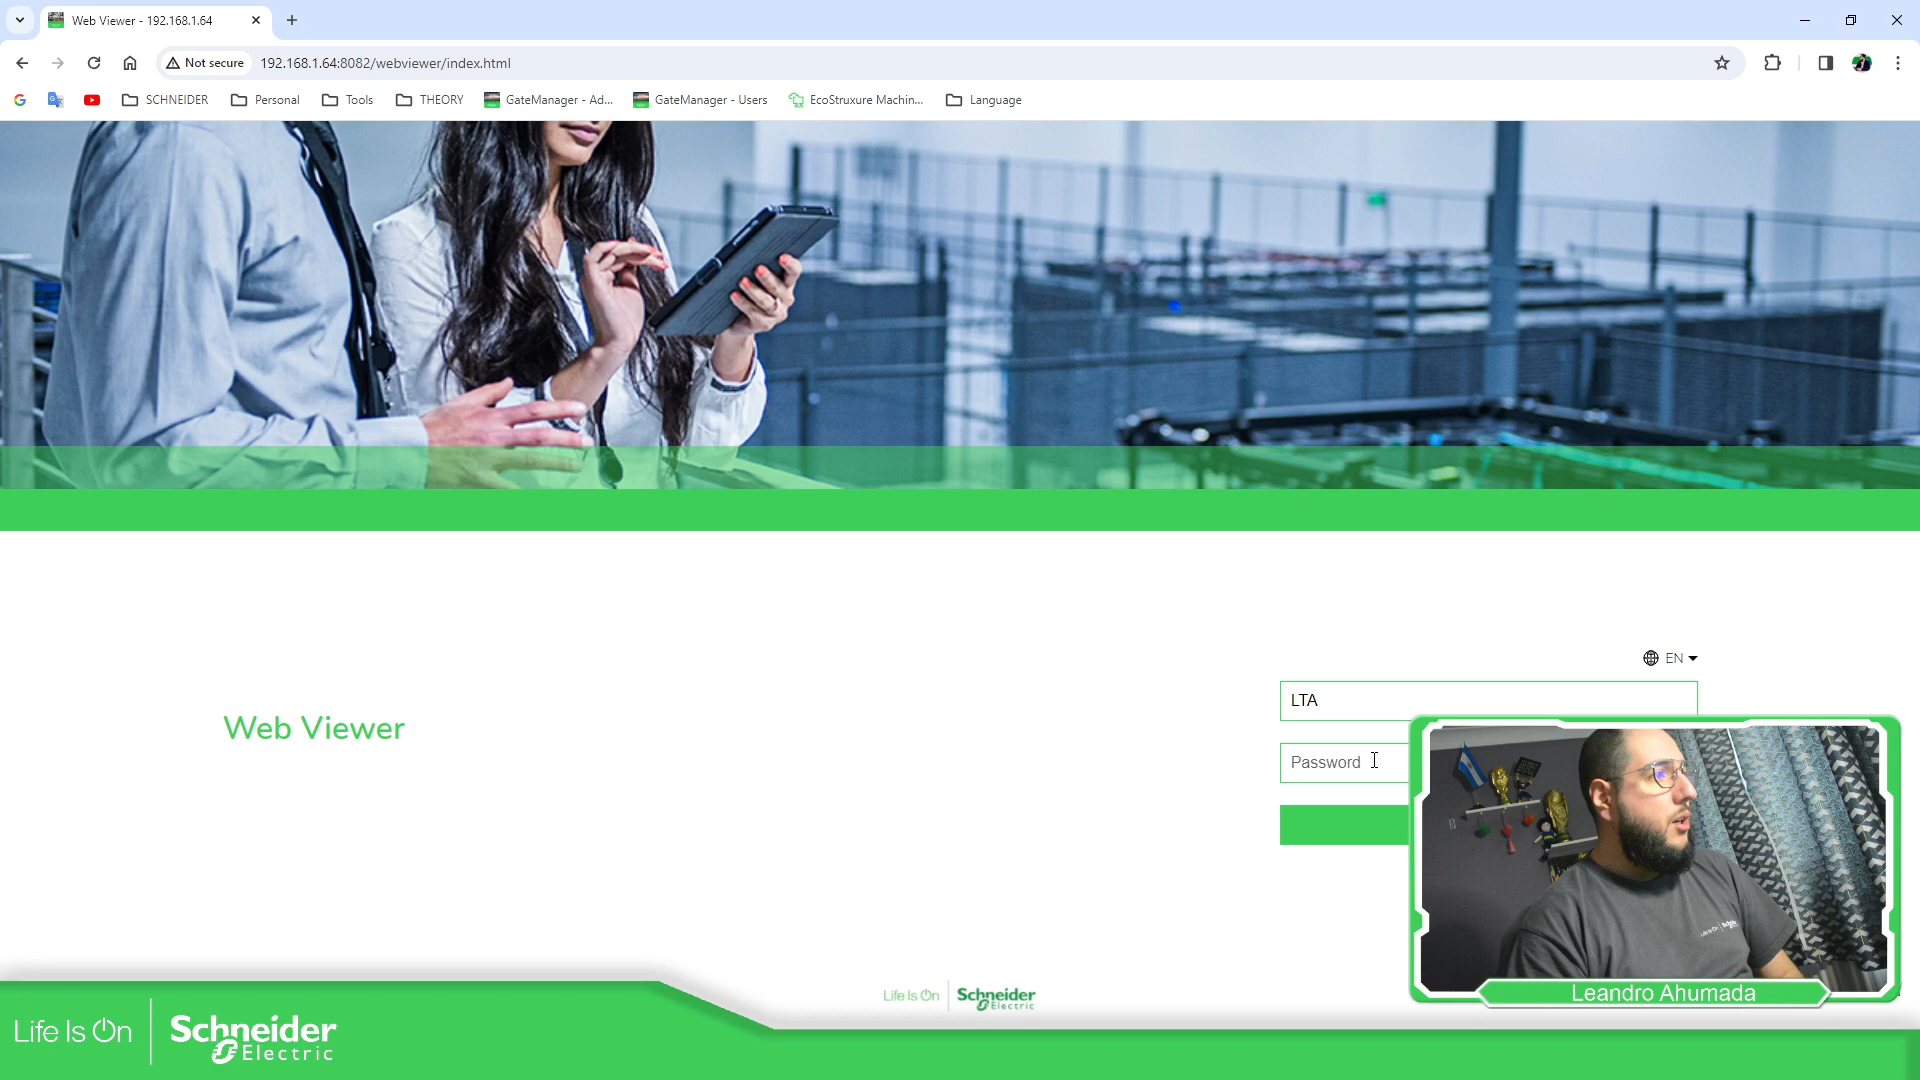 Web Viewer - 192.168.1.64
Not secure
192.168.1.64:8082/webviewer/index.html
SCHNEIDER
Personal
Tools
THEORY
GateManager - Ad...
GateManager - Users
EcoStruxure Machin...
Language
EN
LTA
Web Viewer
Password
Life Is On
Schneider
Electric
Leandro Ahumada
Life Is On
Schneider
Electric